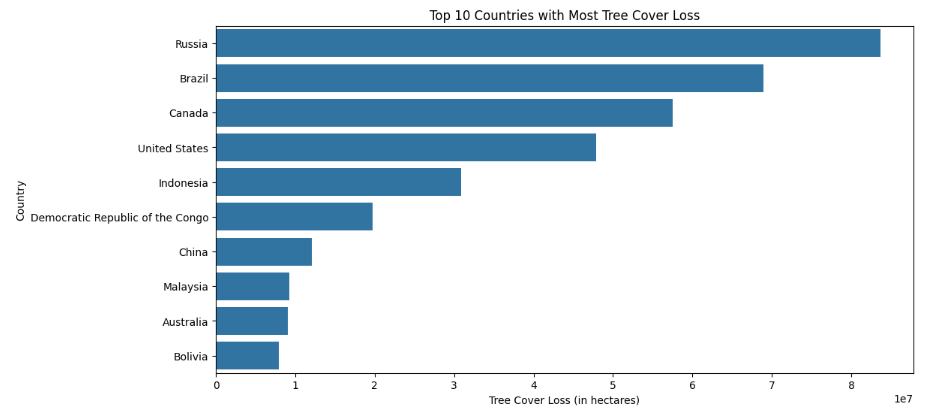 Top 10 Countries with Most Tree Cover Loss
Country
Russia
Brazil
Canada
United States
Indonesia
Democratic Republic of the Congo
China
Malaysia
Australia
Bolivia
0 1 2 3 4 5 6 7 8
1e7
Tree Cover Loss (in hectares)